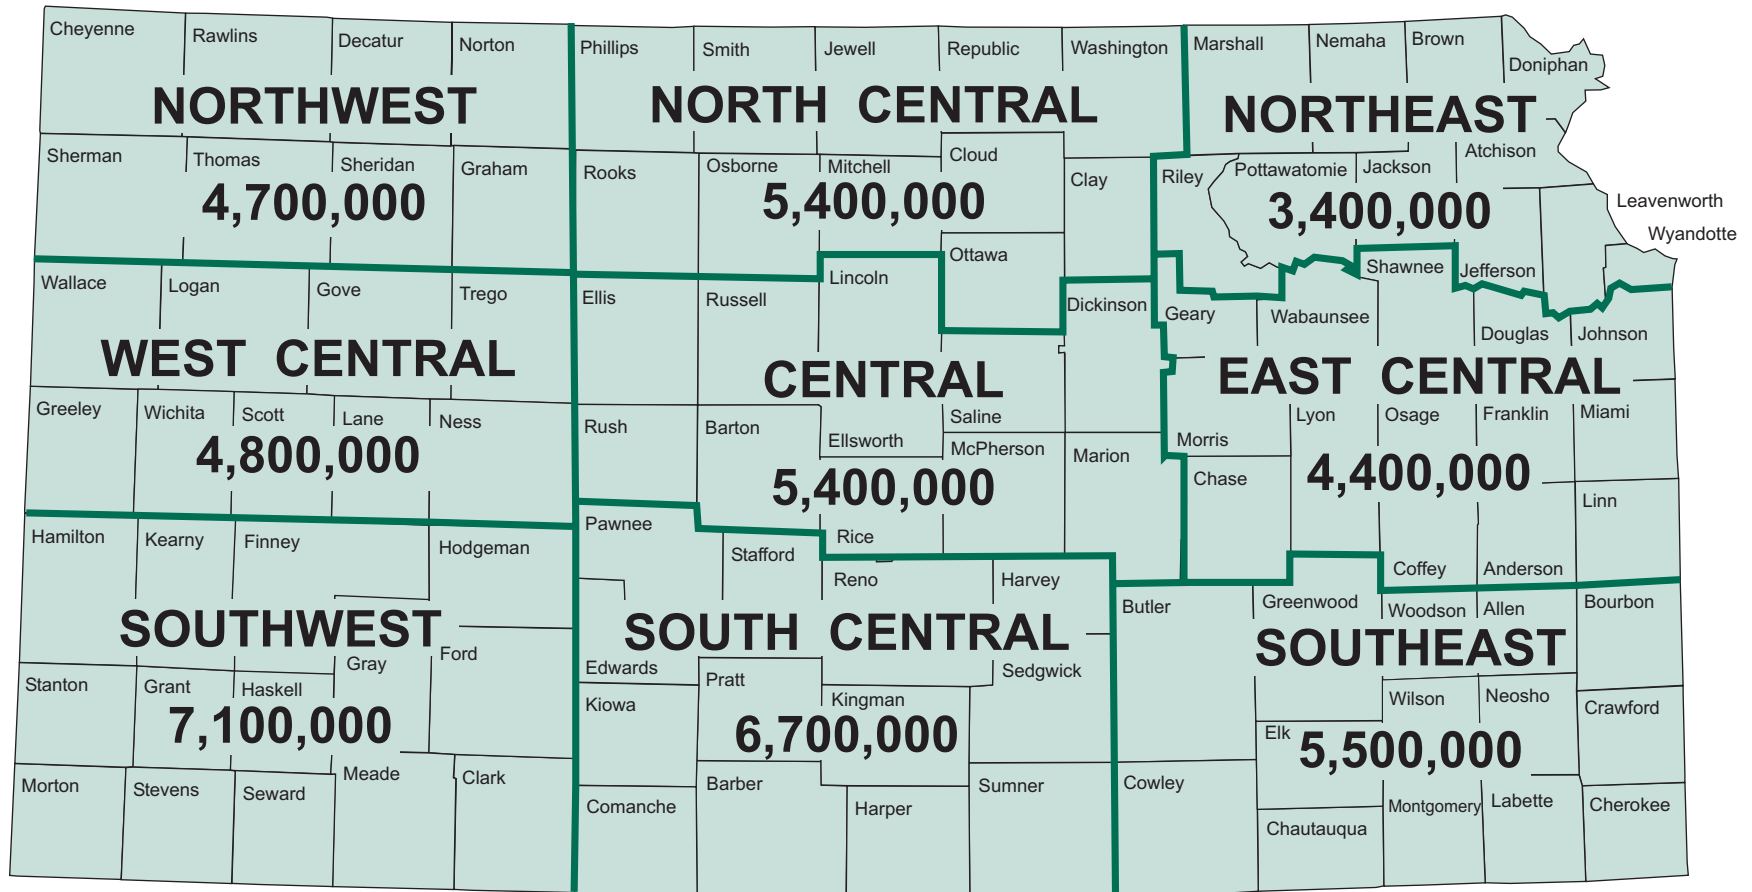 Cheyenne
Rawlins
Decatur
Norton
Phillips
Smith
Jewell
Republic
Washington
Marshall
Nemaha
Brown
Doniphan
NORTHWEST
NORTH CENTRAL
NORTHEAST
Sherman
Thomas
Sheridan
Graham
Rooks
Osborne
Mitchell
Cloud
Clay
Riley
Pottawatomie
Jackson
Atchison
4,700,000
5,400,000
3,400,000
Leavenworth
Wyandotte
Ottawa
Shawnee
Jefferson
Wallace
Logan
Gove
Trego
Ellis
Russell
Lincoln
Dickinson
Geary
Wabaunsee
Douglas
Johnson
WEST CENTRAL
CENTRAL
EAST CENTRAL
Greeley
Wichita
Scott
Lane
Ness
Rush
Barton
Ellsworth
Saline
McPherson
Marion
Morris
Chase
Lyon
Osage
Franklin
Miami
4,800,000
5,400,000
4,400,000
Linn
Rice
Coffey
Anderson
Hamilton
Kearny
Finney
Hodgeman
Pawnee
Stafford
Reno
Harvey
Butler
Greenwood
Woodson
Allen
Bourbon
SOUTHWEST
SOUTH CENTRAL
SOUTHEAST
Stanton
Grant
Haskell
Gray
Ford
Edwards
Kiowa
Pratt
Kingman
Sedgwick
Elk
Wilson
Neosho
Crawford
7,100,000
6,700,000
5,500,000
Morton
Stevens
Seward
Meade
Clark
Comanche
Barber
Harper
Sumner
Cowley
Chautauqua
Montgomery
Labette
Cherokee